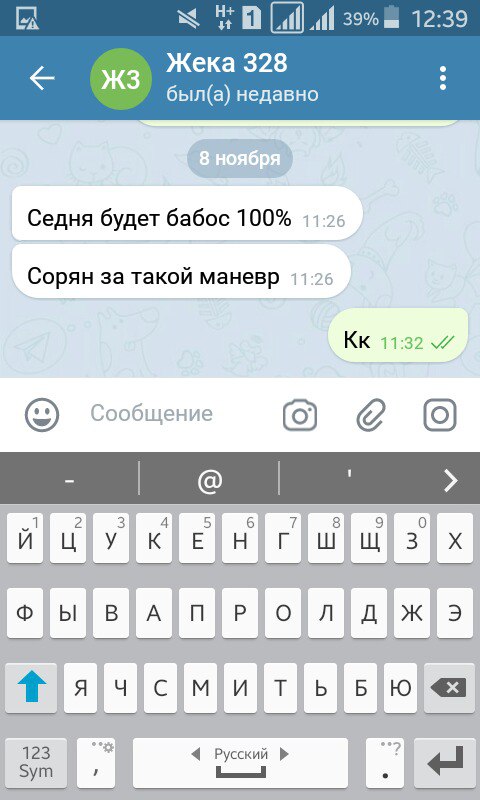 H+ 1 39% 12:39
ЖЗ Жека 328
был(а) недавно
8 ноября
Седня будет бабос 100% 11:26
Сорян за такой маневр 11:26
Кк 11:32
Сообщение
- @ '
1 2 3 4 5 6 7 8 9 0
Й Ц У К Е Н Г Ш Щ З Х
Ф Ы В А П Р О Л Д Ж Э
Я Ч С М И Т Ь Б Ю
123
Sym , Русский . ?